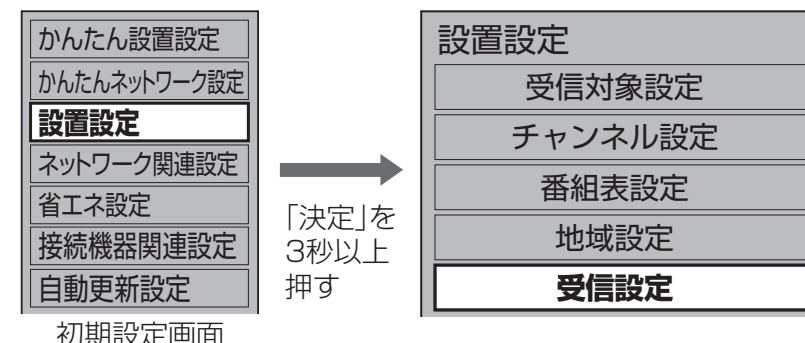 かんたん設置設定
かんたんネットワーク設定
設置設定
ネットワーク関連設定
省エネ設定
接続機器関連設定
自動更新設定
初期設定画面
「決定」を
3秒以上
押す
設置設定
受信対象設定
チャンネル設定
番組表設定
地域設定
受信設定